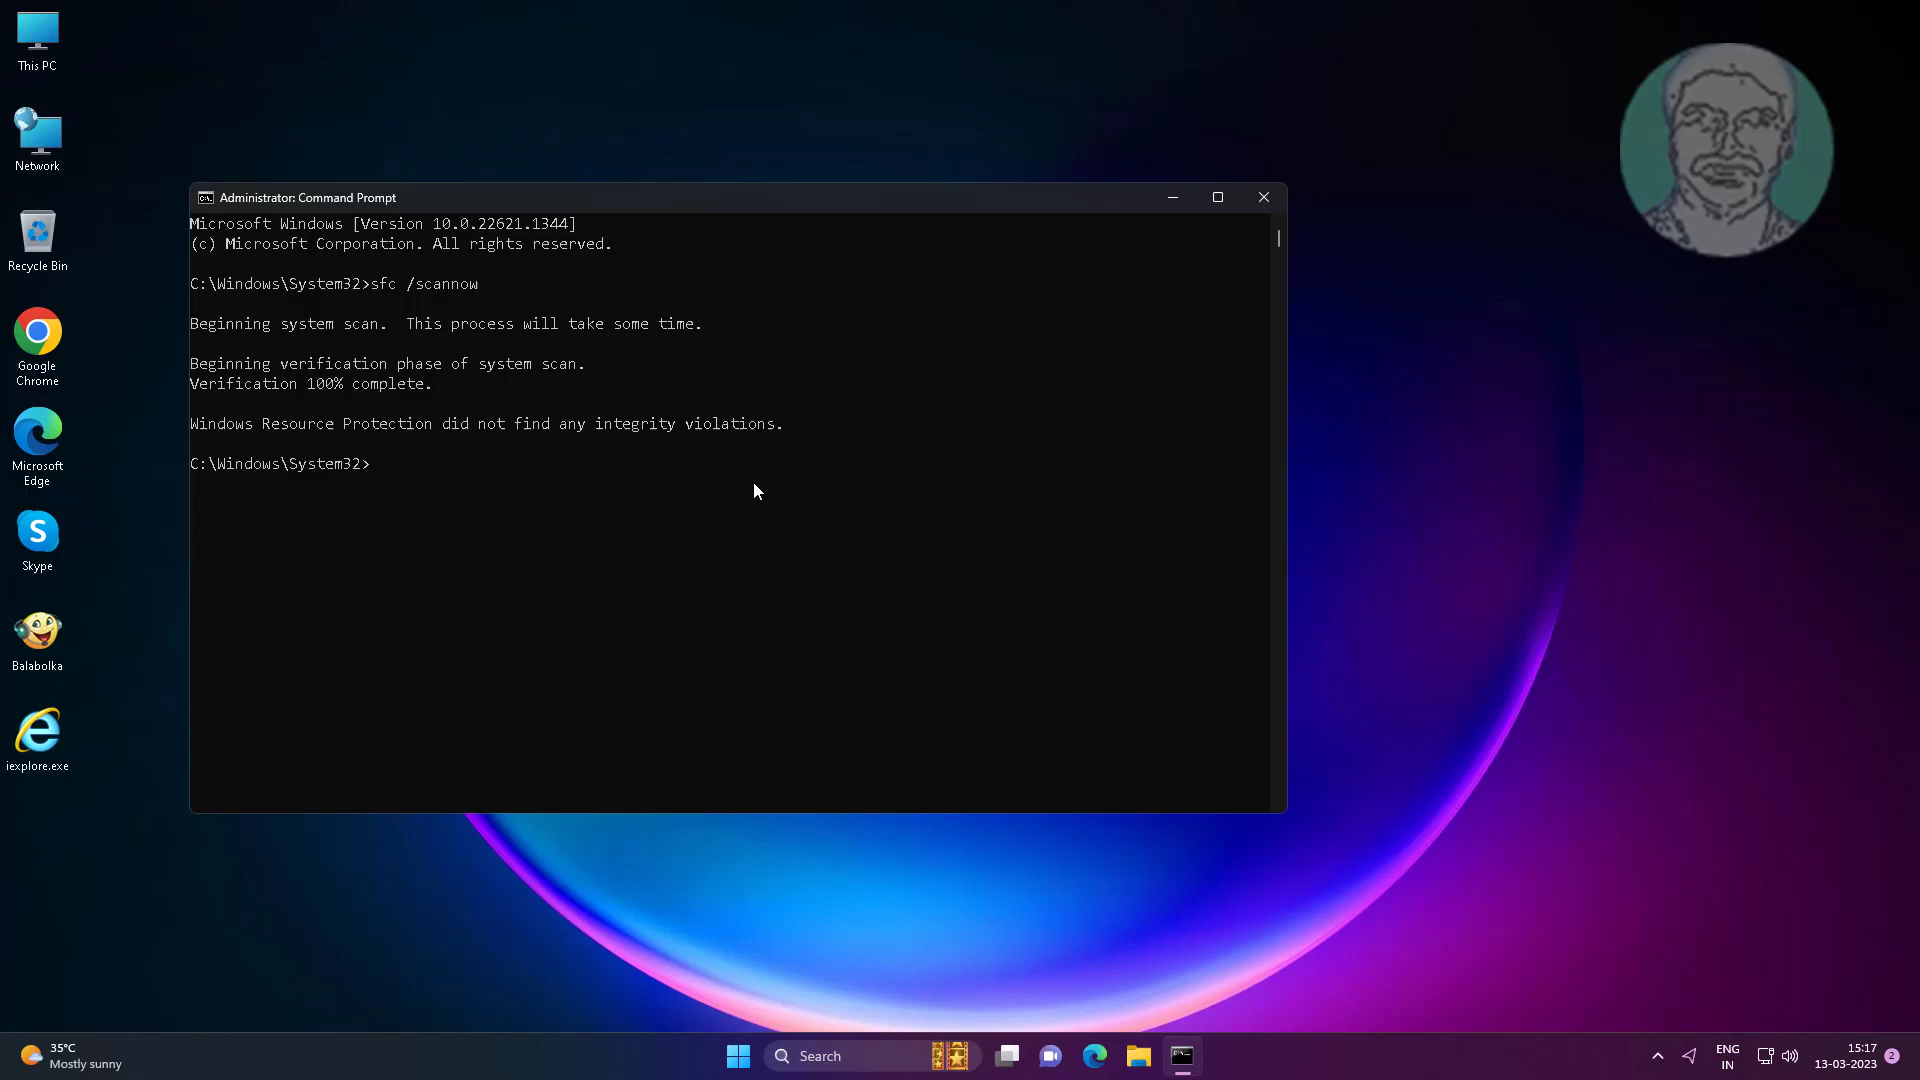 This PC
Network
Recycle Bin
Google
Chrome
Microsoft
Edge
S
Skype
Balabolka
iexplore.exe
Administrator: Command Prompt
Microsoft Windows [Version 10.0.22621.1344]
(c) Microsoft Corporation. All rights reserved.
C:\Windows\System32>sfc /scannow
Beginning system scan.  This process will take some time.
Beginning verification phase of system scan.
Verification 100% complete.
Windows Resource Protection did not find any integrity violations.
C:\Windows\System32>
35°C
Mostly sunny
Search
ENG
IN
15:17
13-03-2023
2